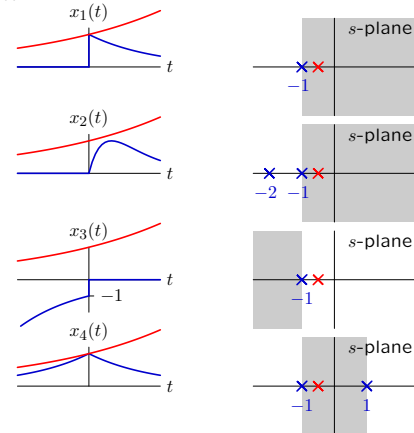 x₁(t)
t
s-plane
−1
x₂(t)
t
s-plane
−2 −1
x₃(t)
t
−1
s-plane
−1
x₄(t)
t
s-plane
−1 1